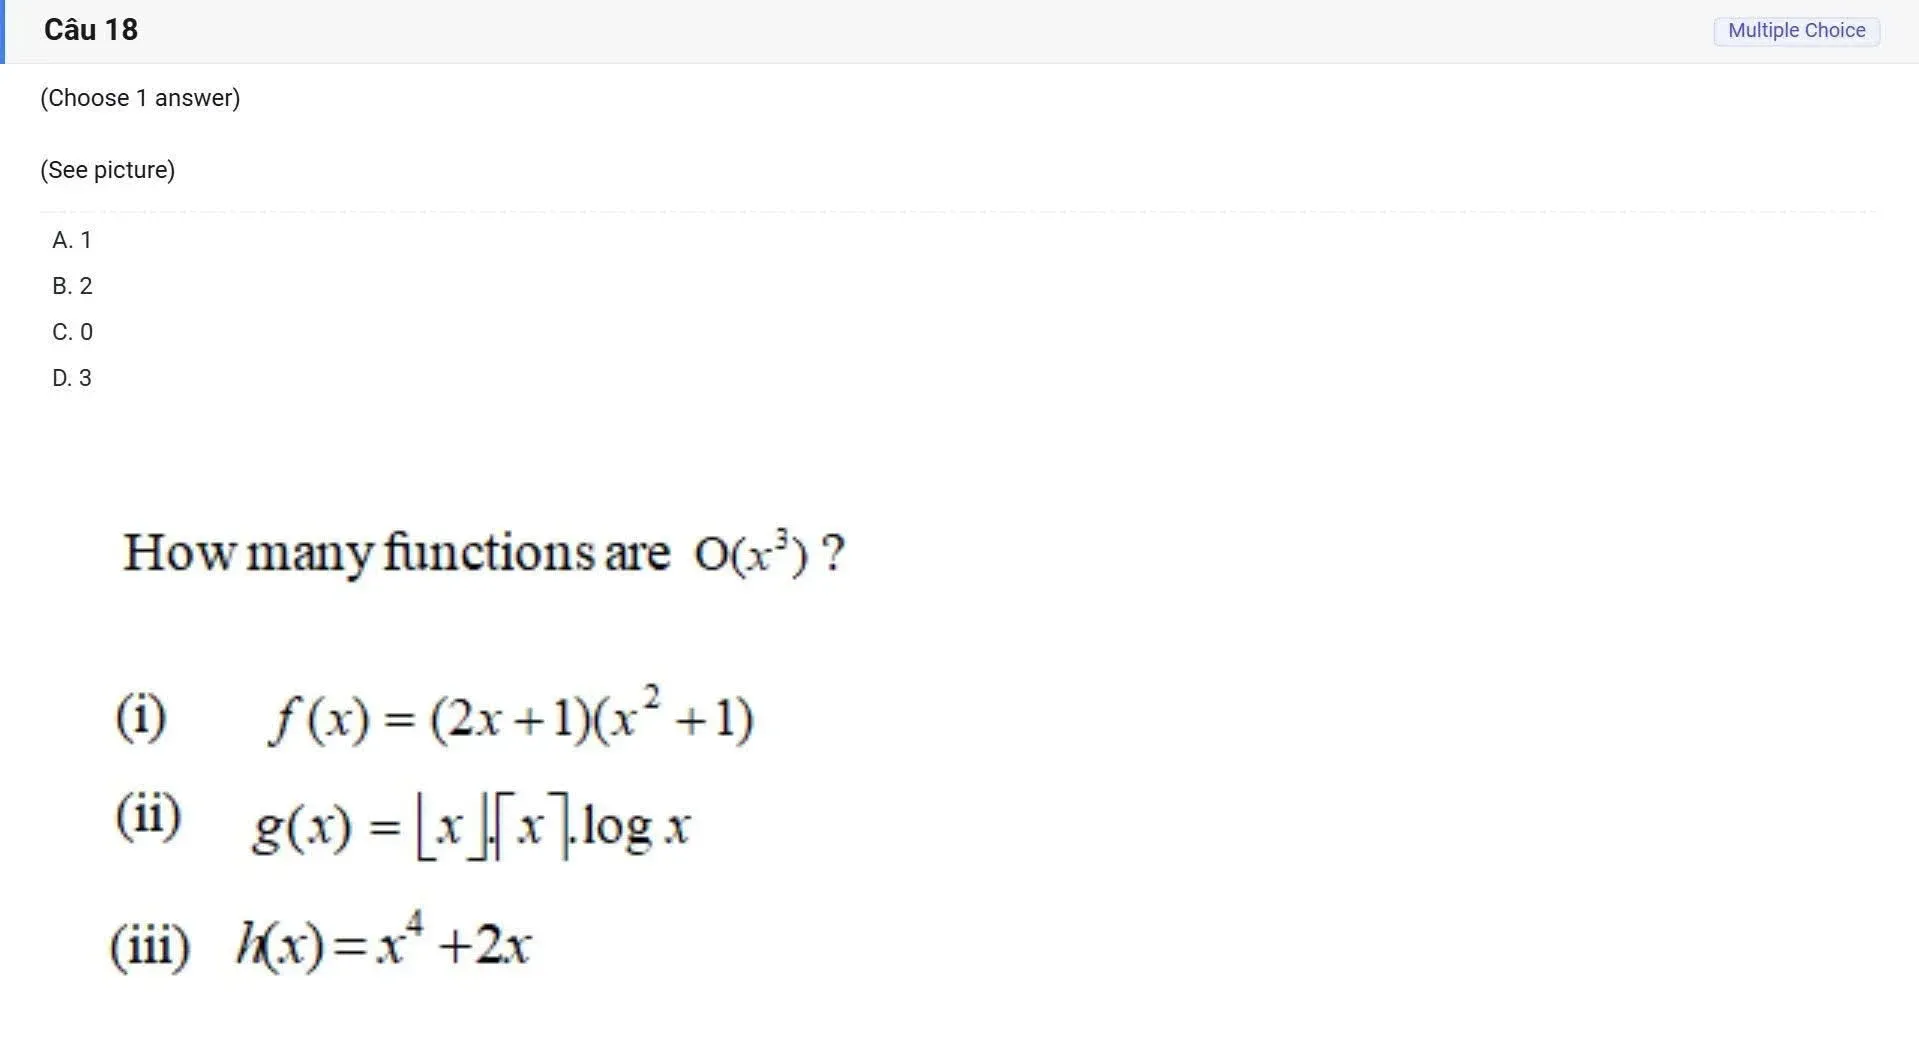 Câu 18
Multiple Choice
(Choose 1 answer)
(See picture)
A. 1
B. 2
C. 0
D. 3
How many functions are O(x³) ?
(i) f(x) = (2x+1)(x² +1)
(ii) g(x) = ⌊x⌋.⌈x⌉.log x
(iii) h(x) = x⁴ +2x